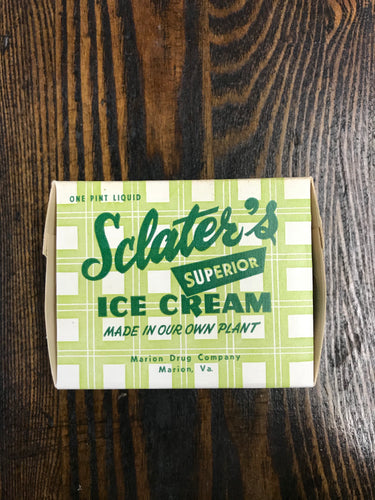 ONE PINT LIQUID
Sclater's
SUPERIOR
ICE CREAM
MADE IN OUR OWN PLANT
Marion Drug Company
Marion, Va.